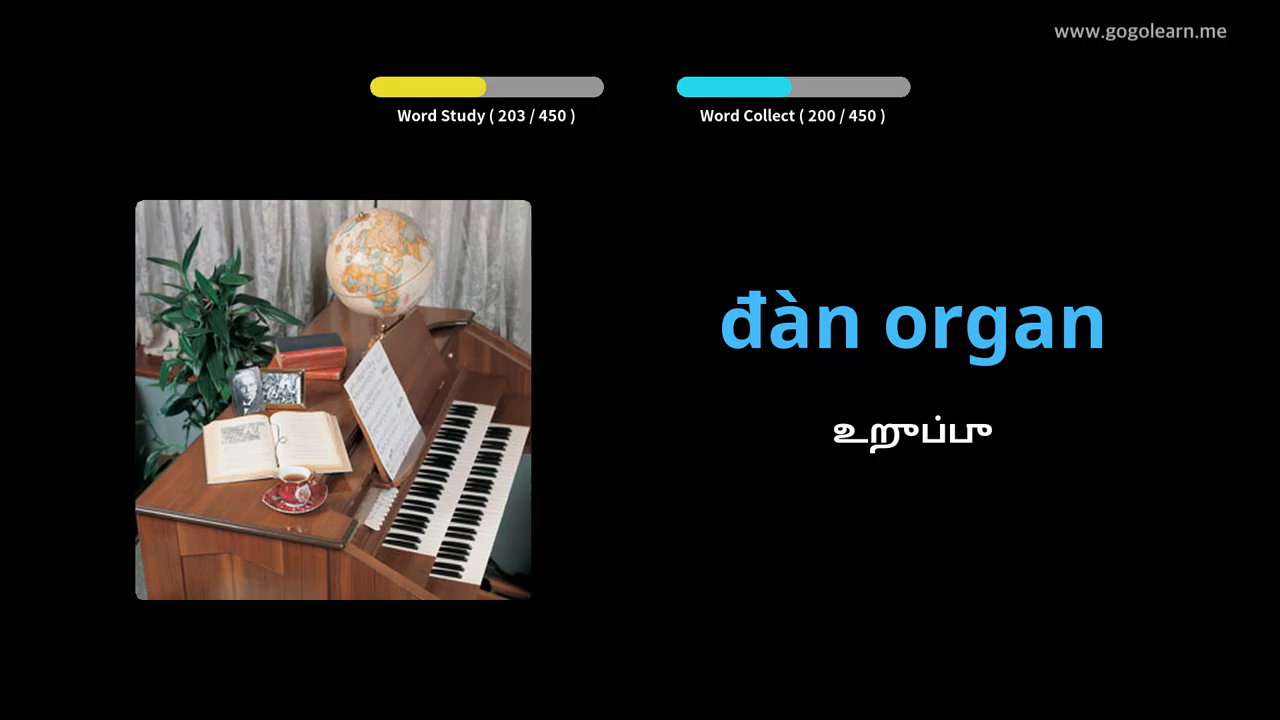 www.gogolearn.me
Word Study ( 203 / 450 )
Word Collect ( 200 / 450 )
đàn organ
உறுப்பு